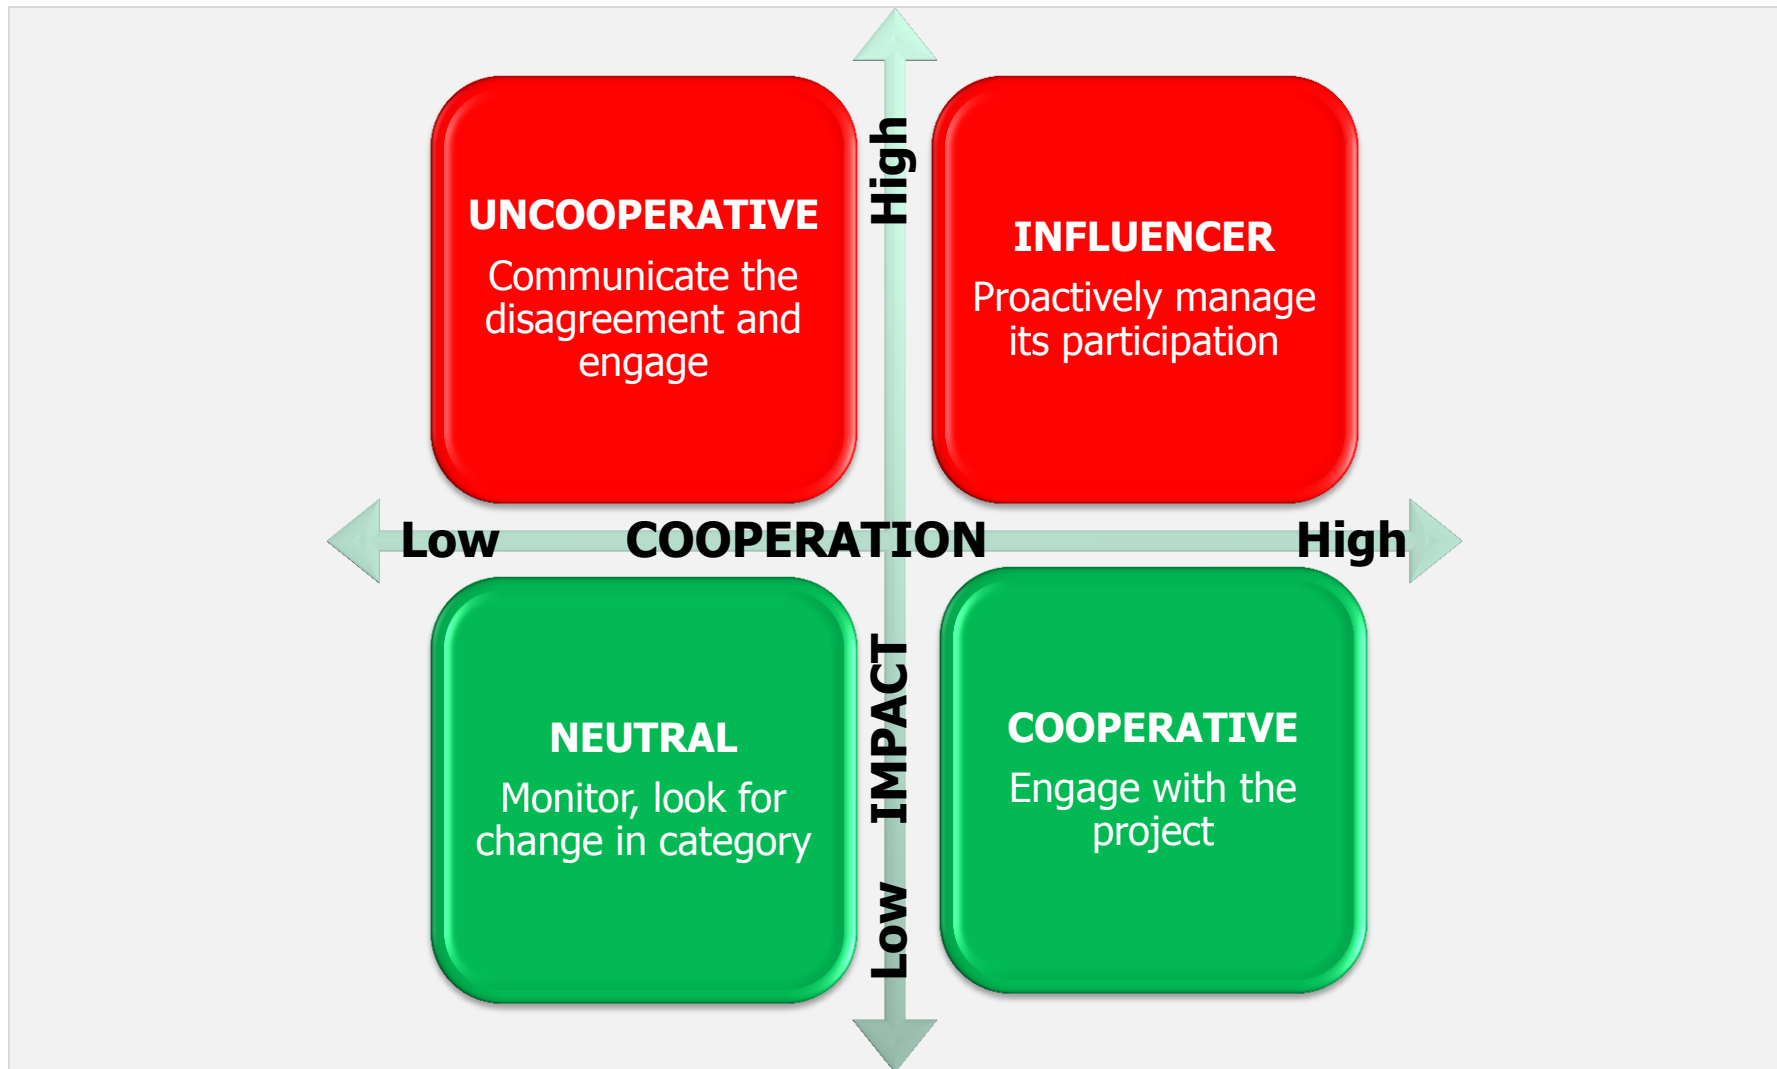 UNCOOPERATIVE
Communicate the
disagreement and
engage
High
INFLUENCER
Proactively manage
its participation
Low
COOPERATION
High
NEUTRAL
Monitor, look for
change in category
Low IMPACT
COOPERATIVE
Engage with the
project